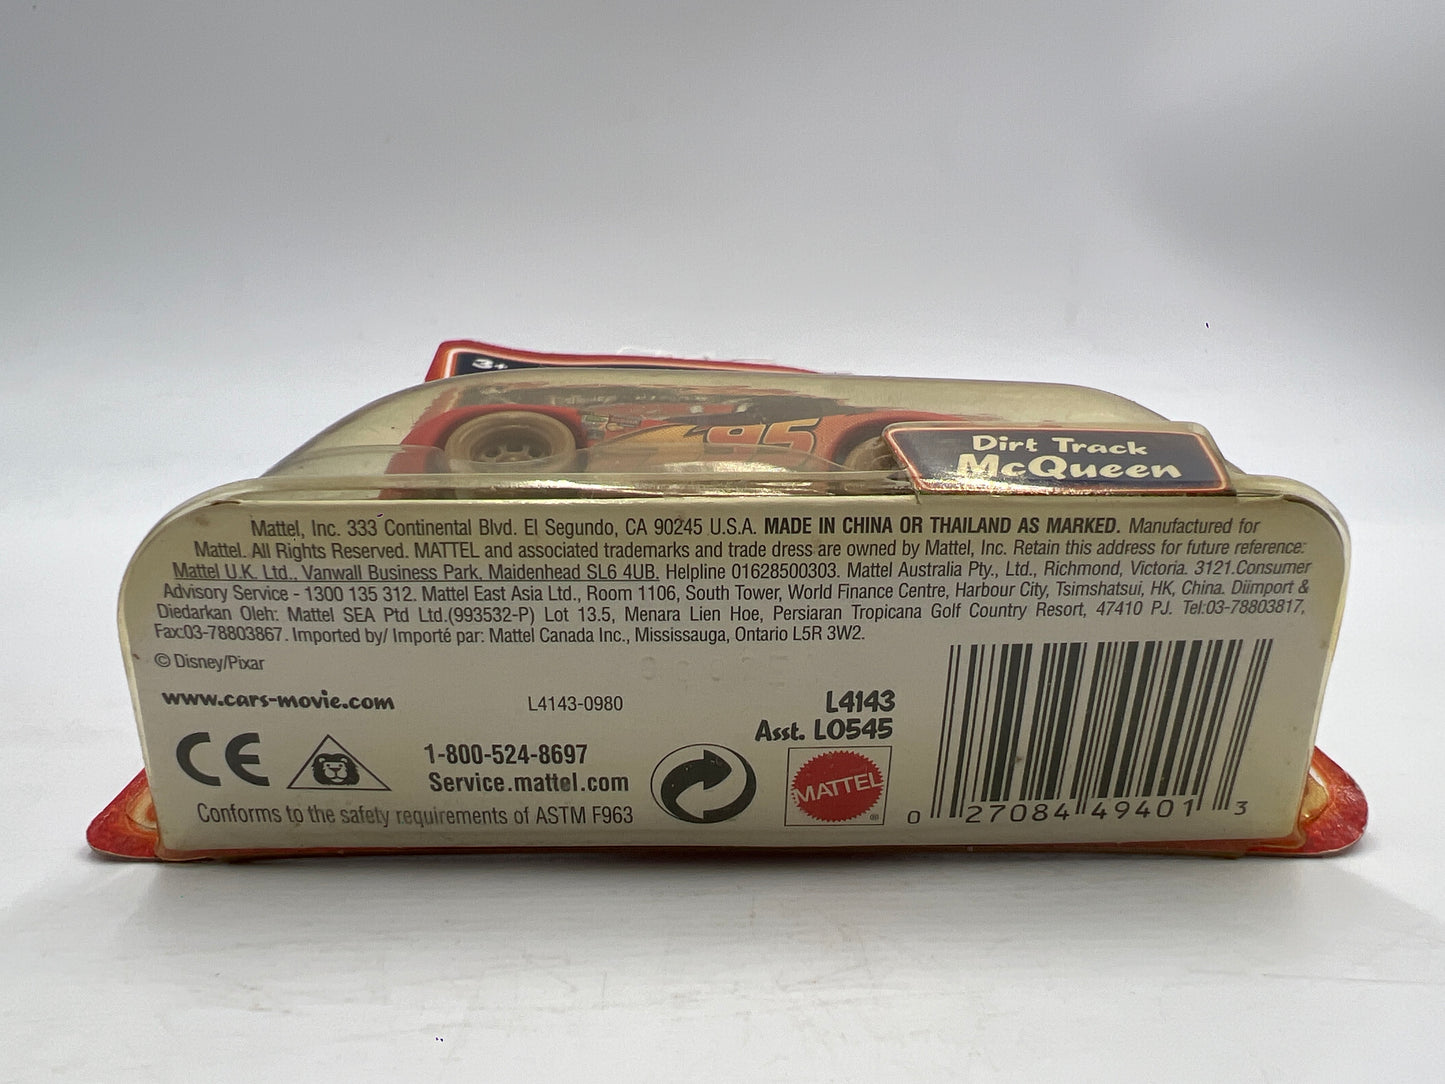 3+
95
Dirt Track
McQueen
Mattel, Inc. 333 Continental Blvd. El Segundo, CA 90245 U.S.A. MADE IN CHINA OR THAILAND AS MARKED. Manufactured for
Mattel. All Rights Reserved. MATTEL and associated trademarks and trade dress are owned by Mattel, Inc. Retain this address for future reference:
Mattel U.K. Ltd., Vanwall Business Park, Maidenhead SL6 4UB. Helpline 01628500303. Mattel Australia Pty., Ltd., Richmond, Victoria. 3121.Consumer
Advisory Service - 1300 135 312. Mattel East Asia Ltd., Room 1106, South Tower, World Finance Centre, Harbour City, Tsimshatsui, HK, China. Diimport &
Diedarkan Oleh: Mattel SEA Ptd Ltd.(993532-P) Lot 13.5, Menara Lien Hoe, Persiaran Tropicana Golf Country Resort, 47410 PJ. Tel:03-78803817,
Fax:03-78803867. Imported by/ Importé par: Mattel Canada Inc., Mississauga, Ontario L5R 3W2.
© Disney/Pixar
www.cars-movie.com
L4143-0980
L4143
Asst. L0545
CE
1-800-524-8697
Service.mattel.com
Conforms to the safety requirements of ASTM F963
MATTEL
®
0 27084 49401 3